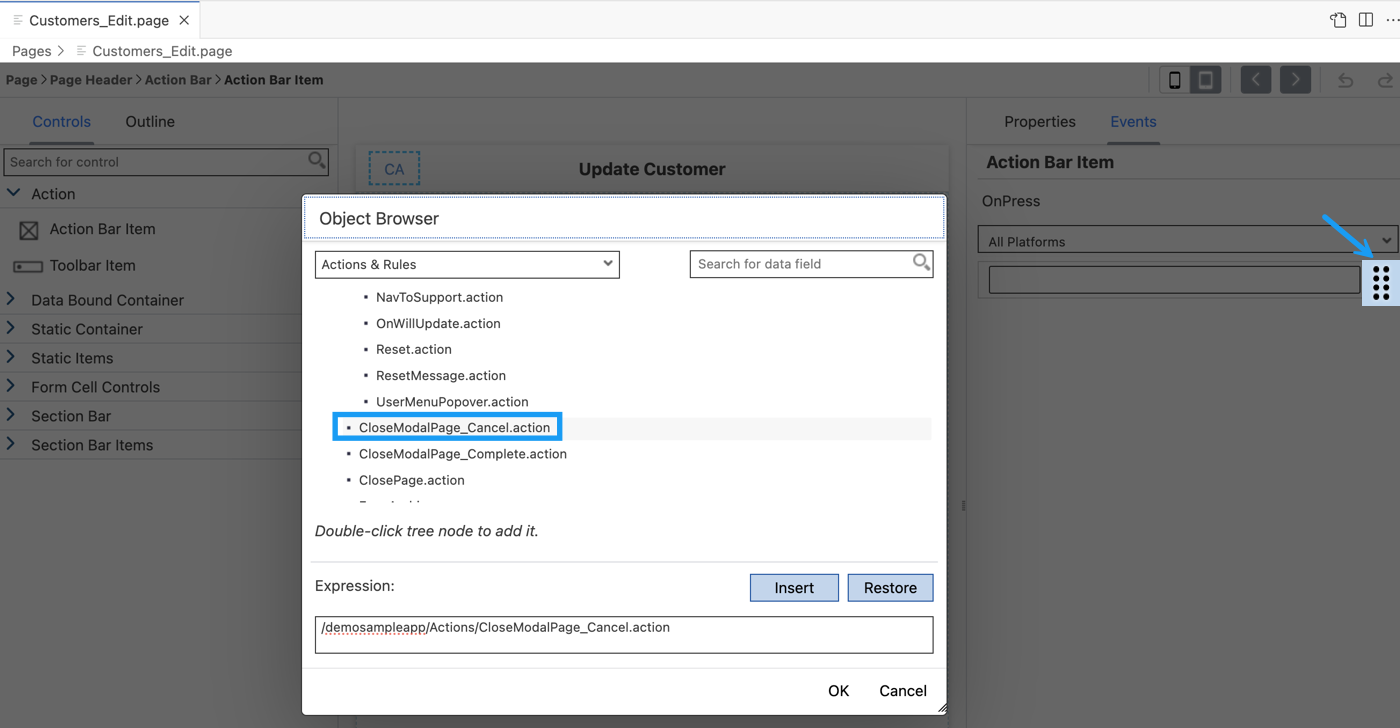 Customers_Edit.page
Pages > Customers_Edit.page
Page > Page Header > Action Bar > Action Bar Item
Controls Outline
Search for control
Action
Action Bar Item
Toolbar Item
Data Bound Container
Static Container
Static Items
Form Cell Controls
Section Bar
Section Bar Items
CA
Update Customer
Object Browser
Actions & Rules
Search for data field
NavToSupport.action
OnWillUpdate.action
Reset.action
ResetMessage.action
UserMenuPopover.action
CloseModalPage_Cancel.action
CloseModalPage_Complete.action
ClosePage.action
Double-click tree node to add it.
Expression:
Insert Restore
/demosampleapp/Actions/CloseModalPage_Cancel.action
OK Cancel
Properties Events
Action Bar Item
OnPress
All Platforms